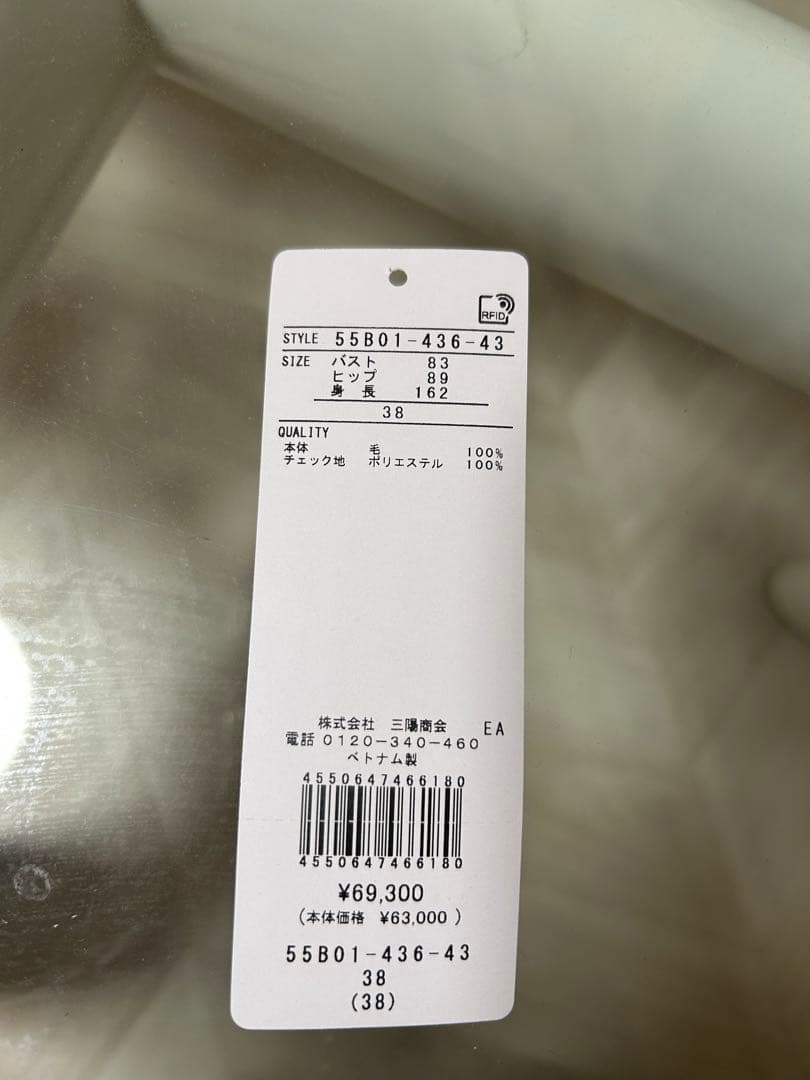 RFID
STYLE 55B01-436-43
SIZE バスト 83
ヒップ 89
身長 162
38
QUALITY
本体 毛 100%
チェック地 ポリエステル 100%
株式会社 三陽商会 EA
電話 0120-340-460
ベトナム製
4550647466180
4550647466180
¥69,300
(本体価格 ¥63,000)
55B01-436-43
38
(38)